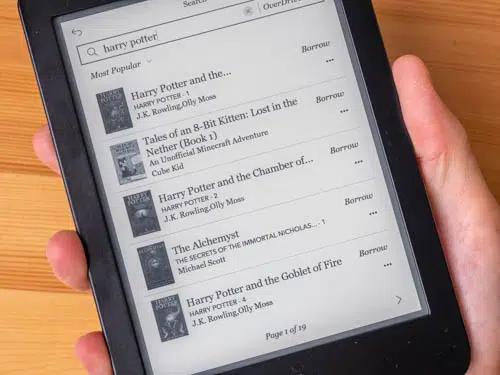 Search
harry potter
OverDrive
Most Popular
Harry Potter and the...
HARRY POTTER - 1
J.K. Rowling,Olly Moss
Borrow
...
Tales of an 8-Bit Kitten: Lost in the
Nether (Book 1)
An Unofficial Minecraft Adventure
Cube Kid
Borrow
...
Harry Potter and the Chamber of...
HARRY POTTER - 2
J.K. Rowling,Olly Moss
Borrow
...
The Alchemyst
THE SECRETS OF THE IMMORTAL NICHOLAS... - 1
Michael Scott
Borrow
...
HARRY
POTTER
Harry Potter and the Goblet of Fire
HARRY POTTER - 4
J.K. Rowling,Olly Moss
Borrow
...
Page 1 of 19